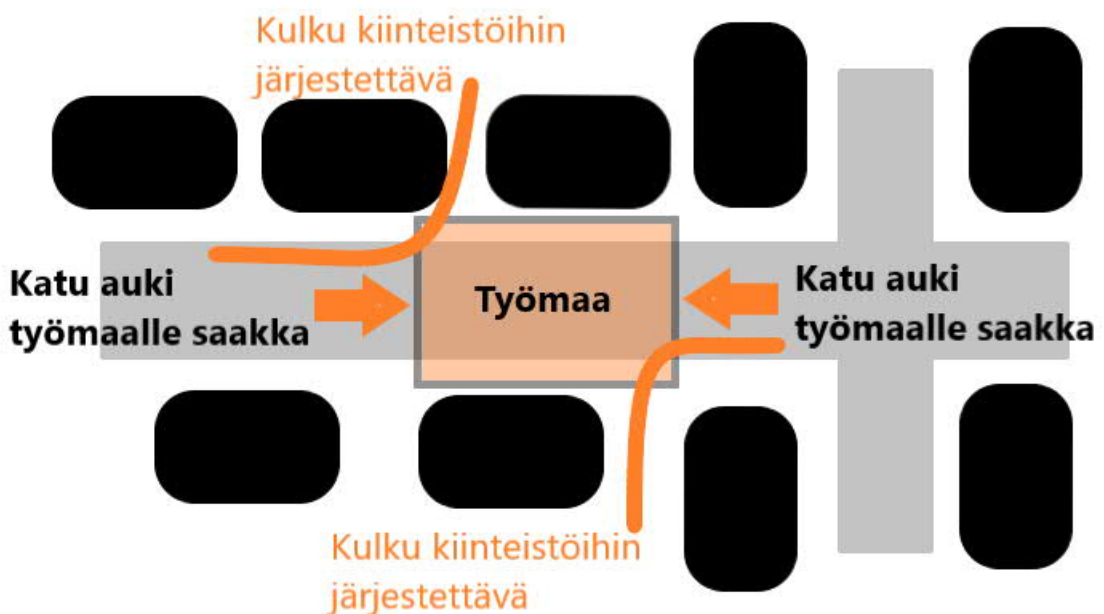 Kulku kiinteistöihin
järjestettävä
Katu auki
työmaalle saakka
Työmaa
Katu auki
työmaalle saakka
Kulku kiinteistöihin
järjestettävä